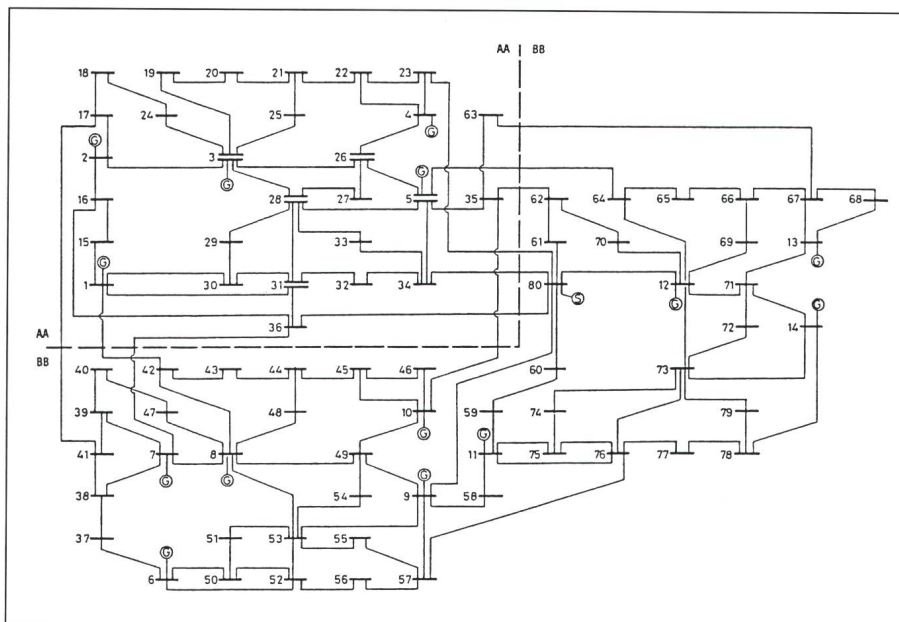 AA BB
18 19 20 21 22 23
17 24 25 4 63
G G
2 3 26 G
G
16 28 27 5 35 62 64 65 66 67 68
15 29 33 61 70 69 13
G G
1 30 31 32 34 80 12 71
S G G
36 72 14
AA
BB
40 42 43 44 45 46 60 73
39 47 48 10 59 74 79
G G
41 7 8 49 11 75 76 77 78
G G G
38 54 9 58
37 51 53 55
G
6 50 52 56 57